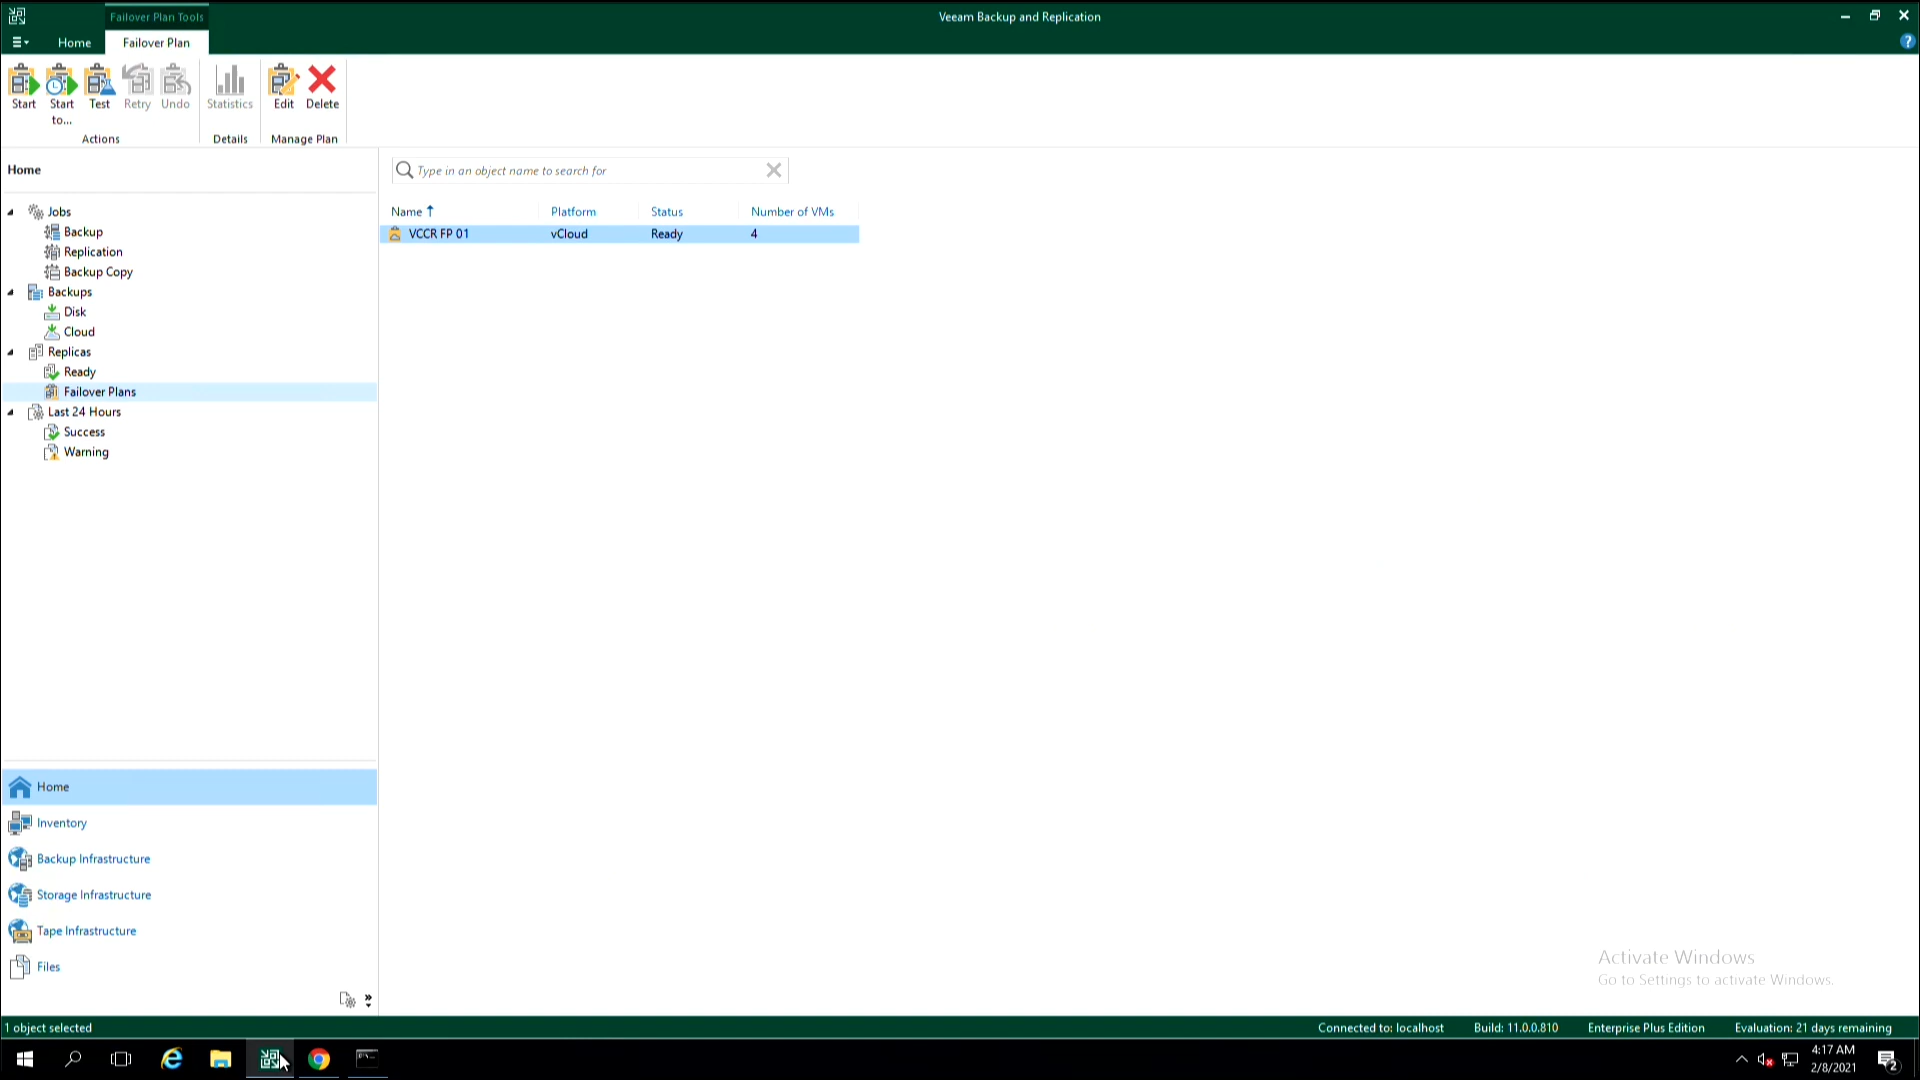 Failover Plan Tools
Veeam Backup and Replication
Home
Failover Plan
Start
Start to...
Test
Retry
Undo
Statistics
Edit
Delete
Actions
Details
Manage Plan
Home
Type in an object name to search for
Name
Platform
Status
Number of VMs
VCCR FP 01
vCloud
Ready
4
Jobs
Backup
Replication
Backup Copy
Backups
Disk
Cloud
Replicas
Ready
Failover Plans
Last 24 Hours
Success
Warning
Home
Inventory
Backup Infrastructure
Storage Infrastructure
Tape Infrastructure
Files
Activate Windows
Go to Settings to activate Windows.
1 object selected
Connected to: localhost
Build: 11.0.0.810
Enterprise Plus Edition
Evaluation: 21 days remaining
4:17 AM
2/8/2021
2